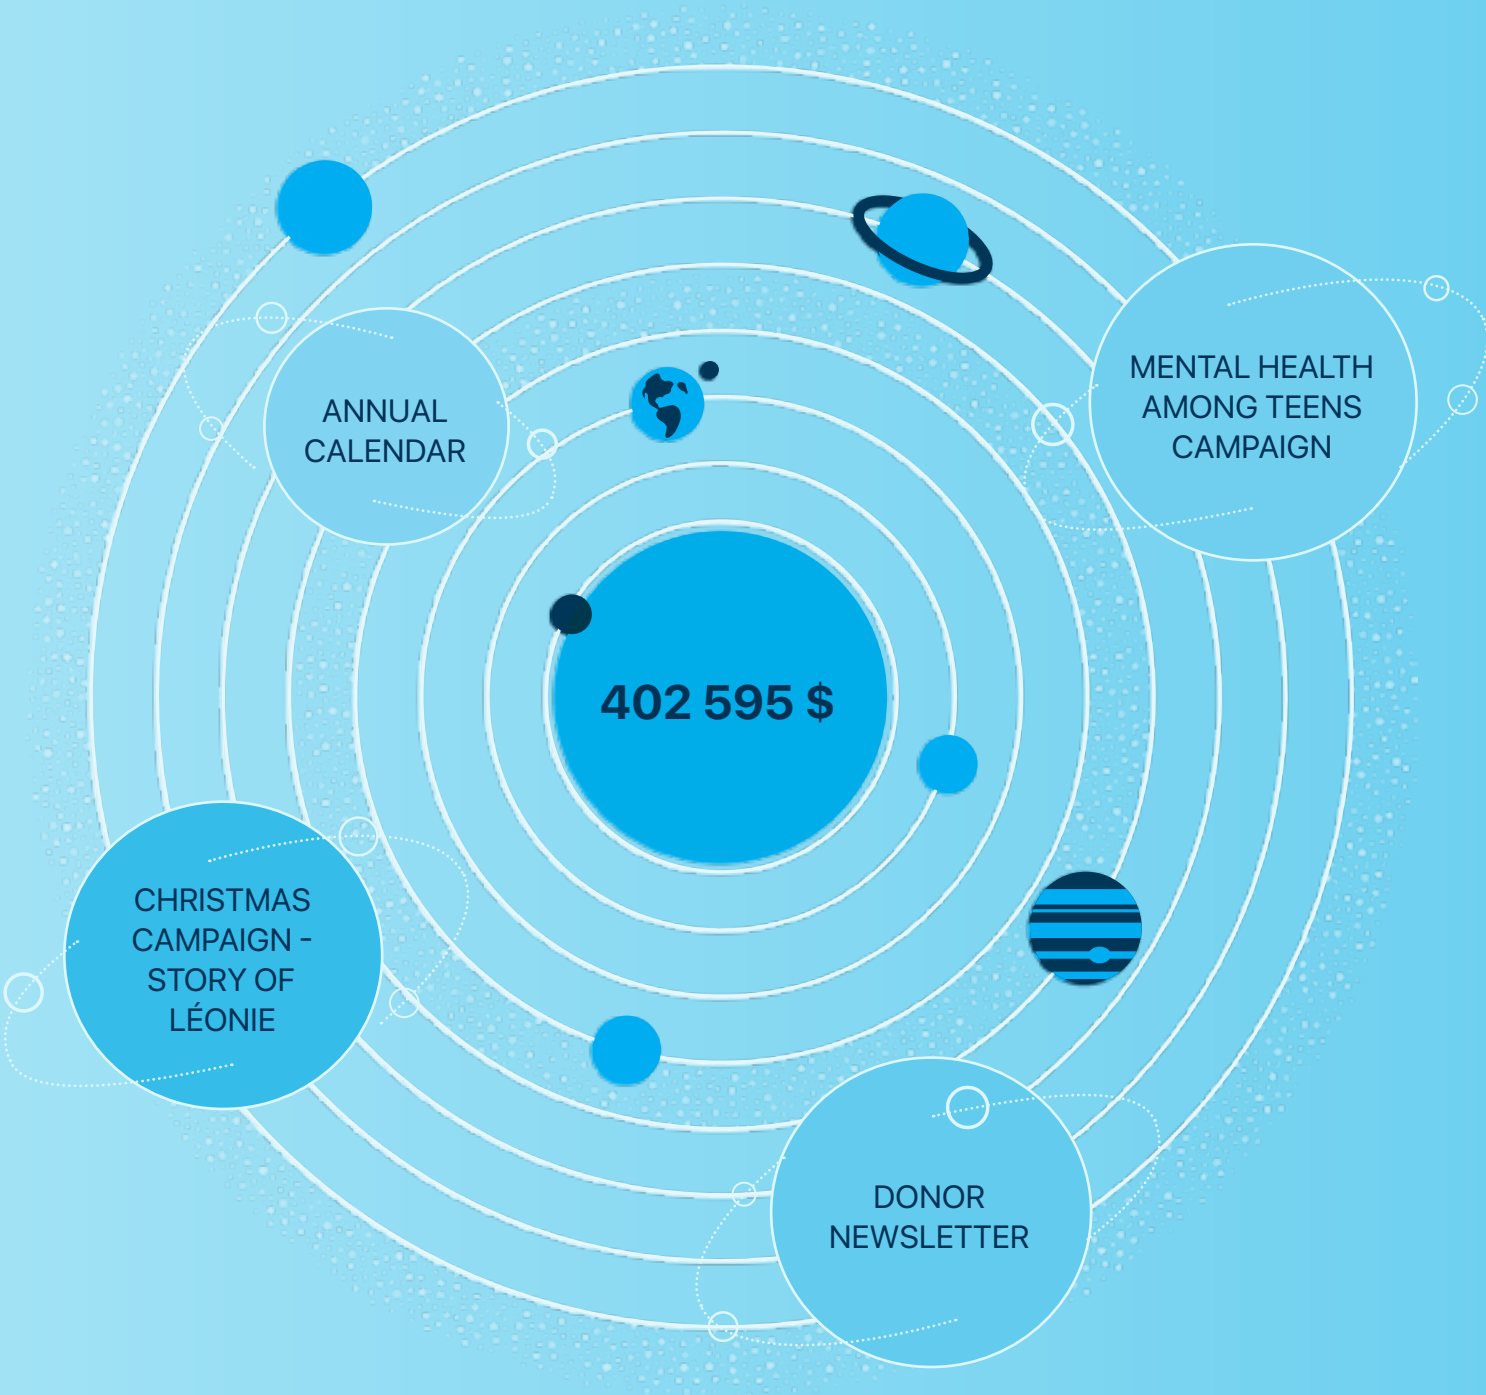 ANNUAL
CALENDAR
MENTAL HEALTH
AMONG TEENS
CAMPAIGN
402 595 $
CHRISTMAS
CAMPAIGN -
STORY OF
LÉONIE
DONOR
NEWSLETTER